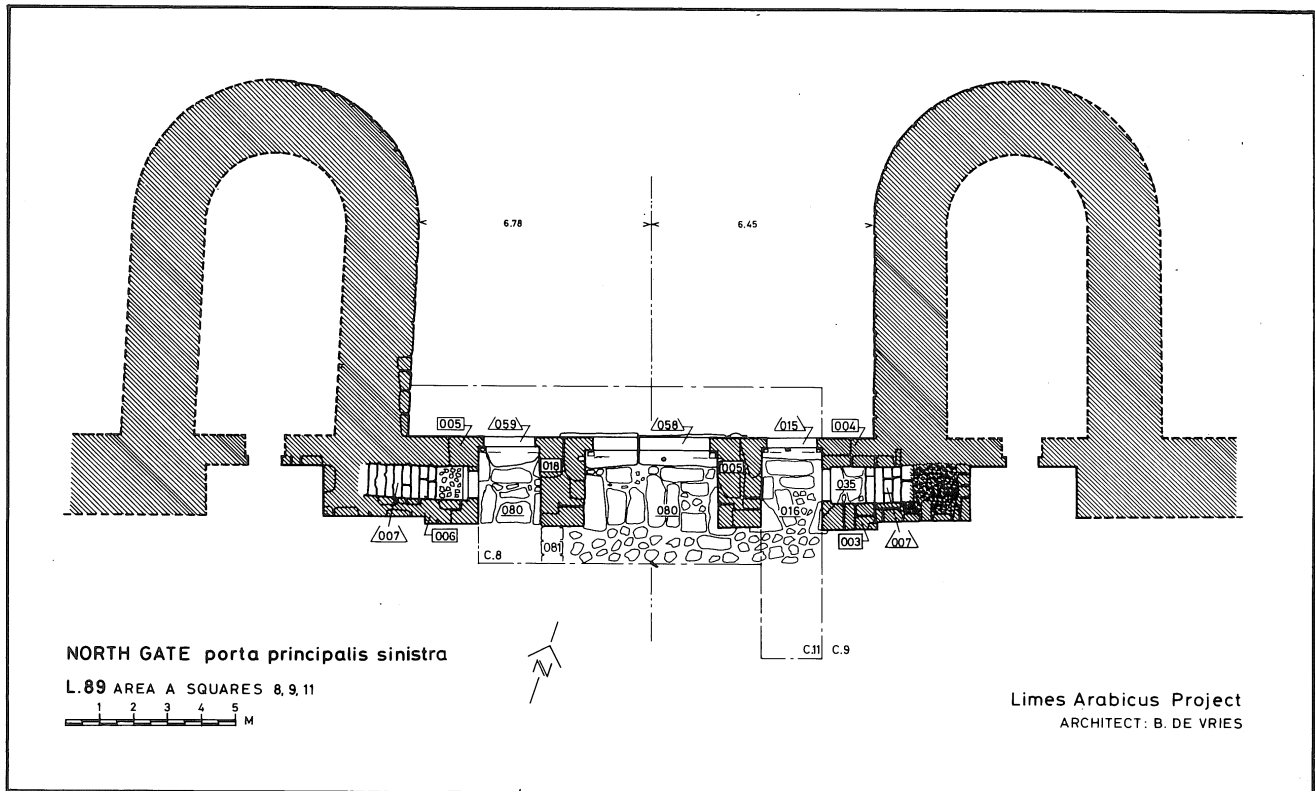 6.78
6.45
005
059
058
015
004
018
005
035
080
080
016
007
006
081
003
007
C.8
C.11
C.9
N
NORTH GATE porta principalis sinistra
L.89 AREA A SQUARES 8, 9, 11
1 2 3 4 5 M
Limes Arabicus Project
ARCHITECT: B. DE VRIES